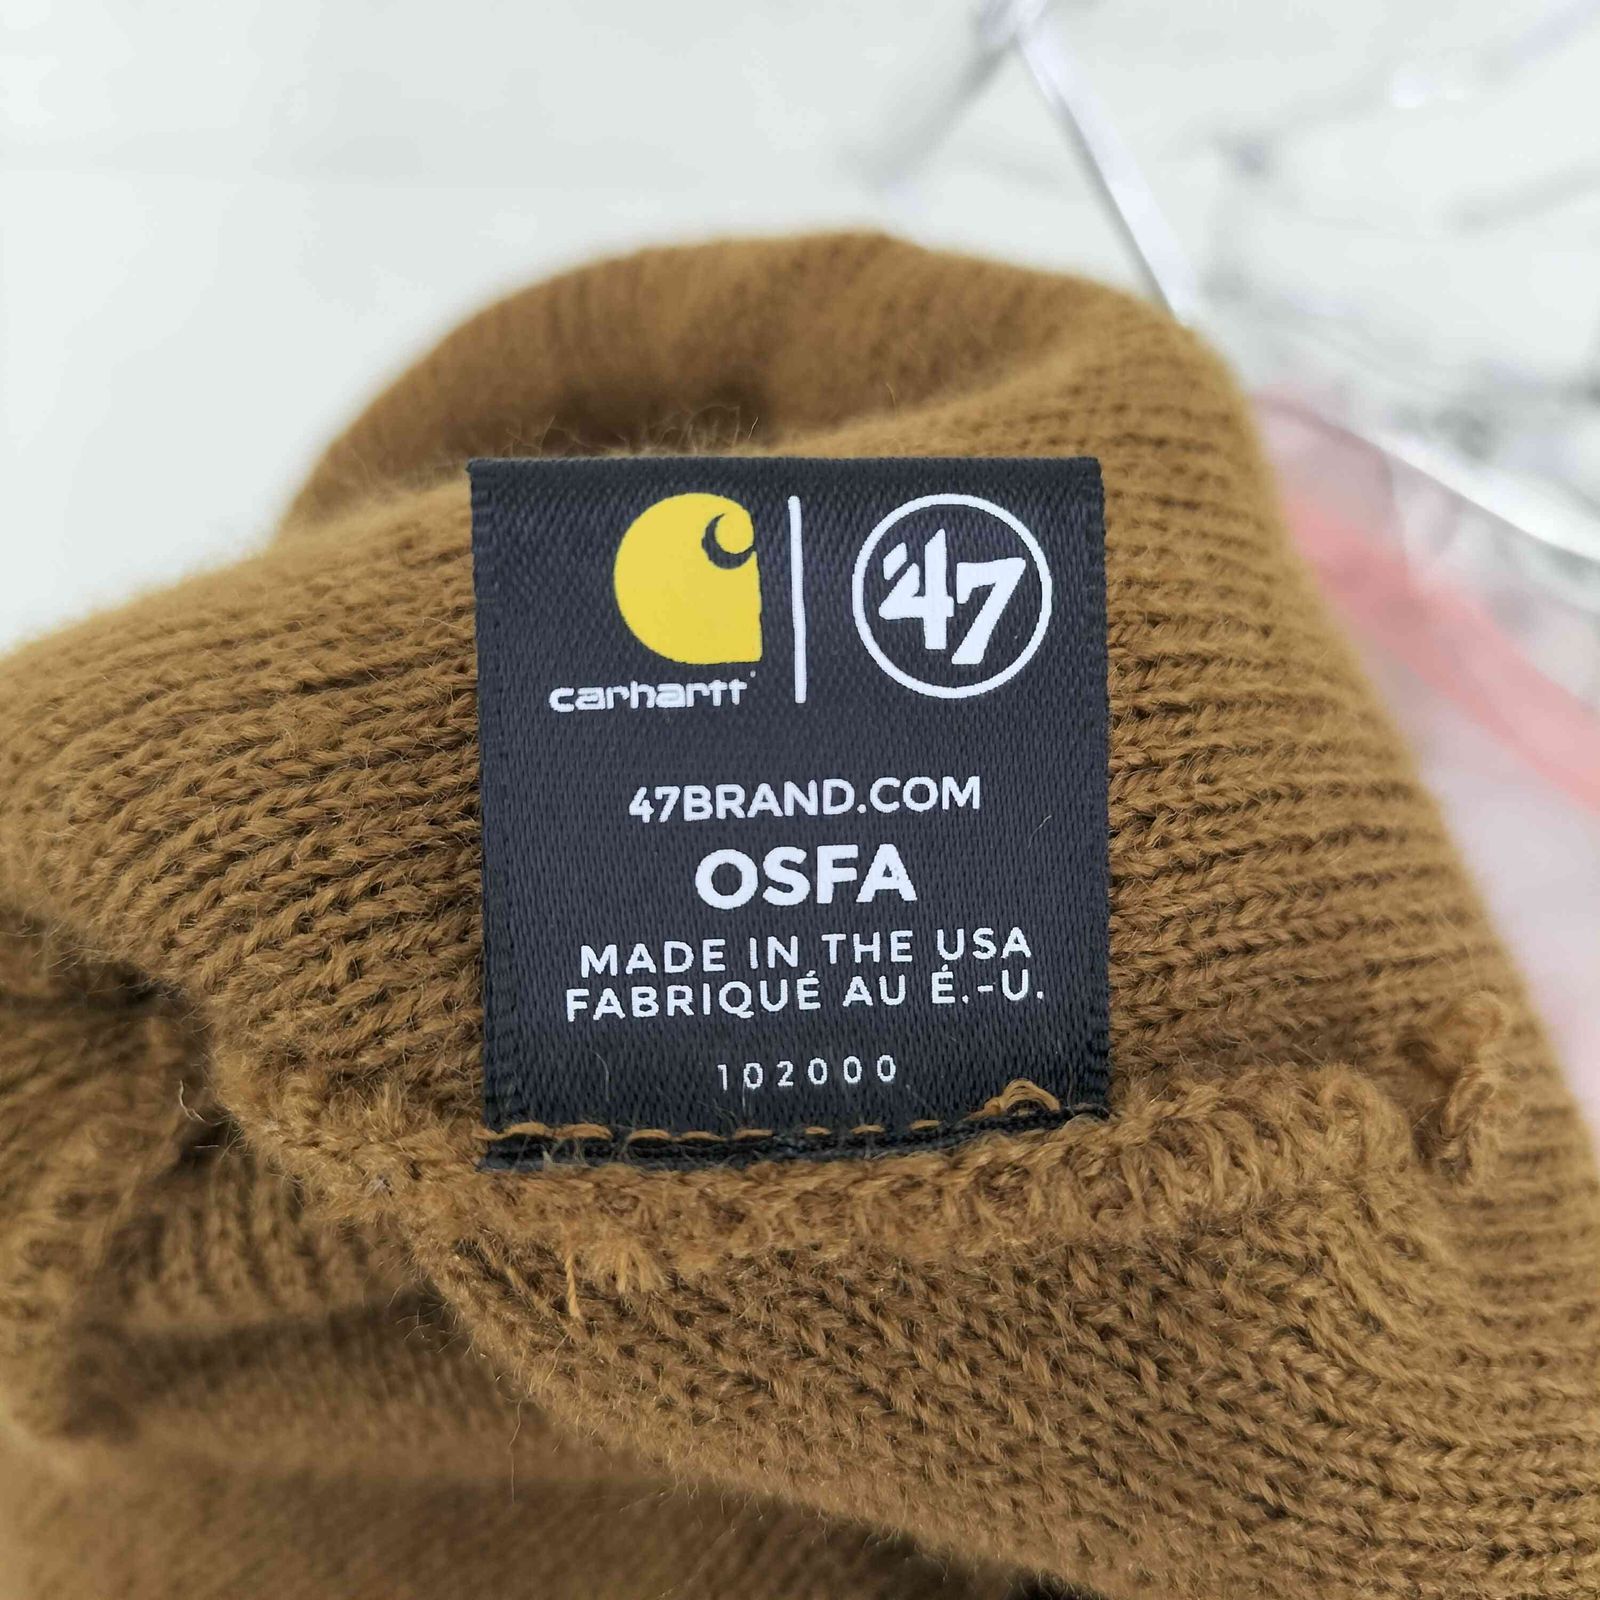 carhartt
'47
47BRAND.COM
OSFA
MADE IN THE USA
FABRIQUÉ AU É.-U.
102000